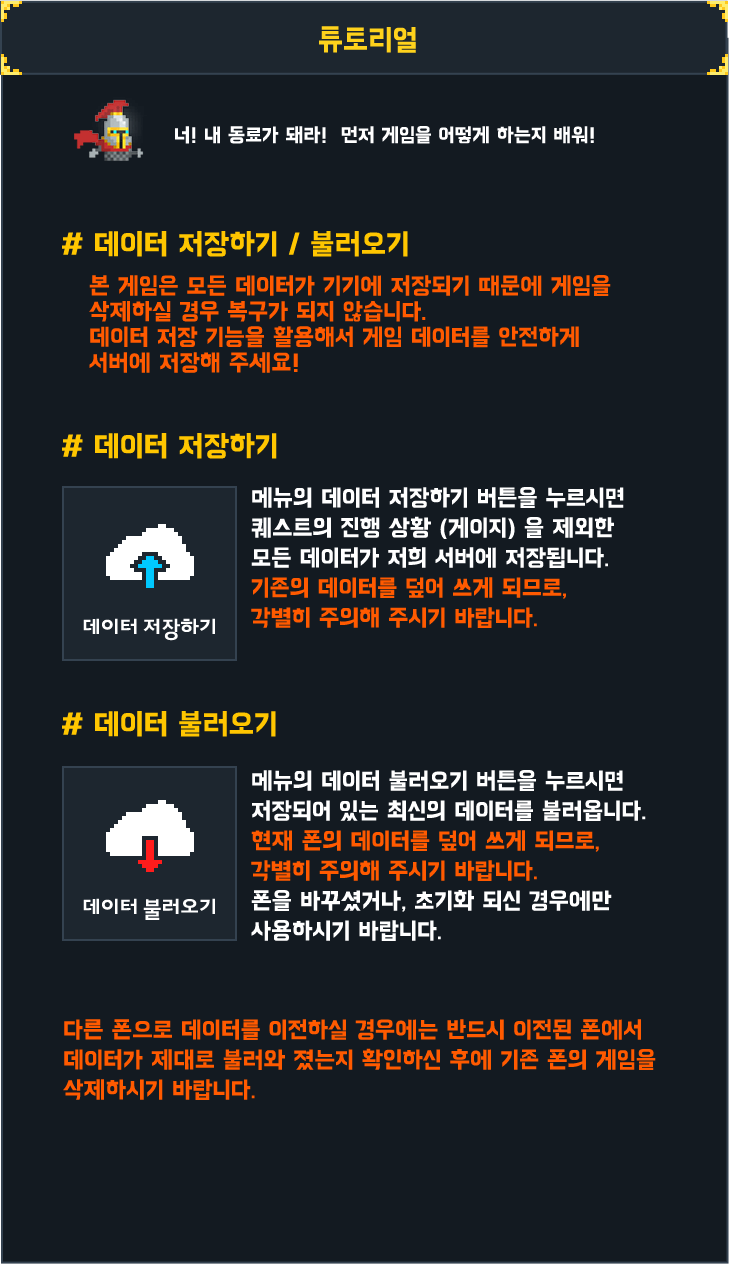 튜토리얼
너! 내 동료가 돼라! 먼저 게임을 어떻게 하는지 배워!
# 데이터 저장하기 / 불러오기
본 게임은 모든 데이터가 기기에 저장되기 때문에 게임을
삭제하실 경우 복구가 되지 않습니다.
데이터 저장 기능을 활용해서 게임 데이터를 안전하게
서버에 저장해 주세요!
# 데이터 저장하기
메뉴의 데이터 저장하기 버튼을 누르시면
퀘스트의 진행 상황 (게이지) 을 제외한
모든 데이터가 저희 서버에 저장됩니다.
기존의 데이터를 덮어 쓰게 되므로,
각별히 주의해 주시기 바랍니다.
데이터 저장하기
# 데이터 불러오기
메뉴의 데이터 불러오기 버튼을 누르시면
저장되어 있는 최신의 데이터를 불러옵니다.
현재 폰의 데이터를 덮어 쓰게 되므로,
각별히 주의해 주시기 바랍니다.
폰을 바꾸셨거나, 초기화 되신 경우에만
사용하시기 바랍니다.
데이터 불러오기
다른 폰으로 데이터를 이전하실 경우에는 반드시 이전된 폰에서
데이터가 제대로 불러와 졌는지 확인하신 후에 기존 폰의 게임을
삭제하시기 바랍니다.